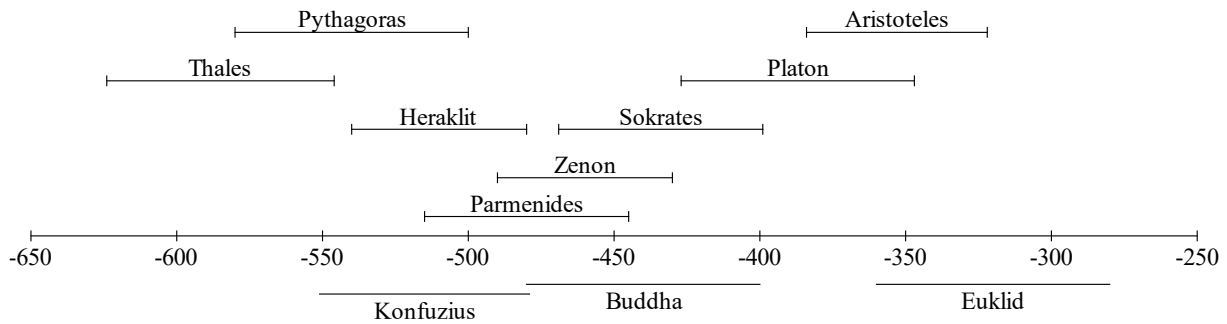 Pythagoras Aristoteles
Thales Platon
Heraklit Sokrates
Zenon
Parmenides
-650 -600 -550 -500 -450 -400 -350 -300 -250
Konfuzius Buddha Euklid